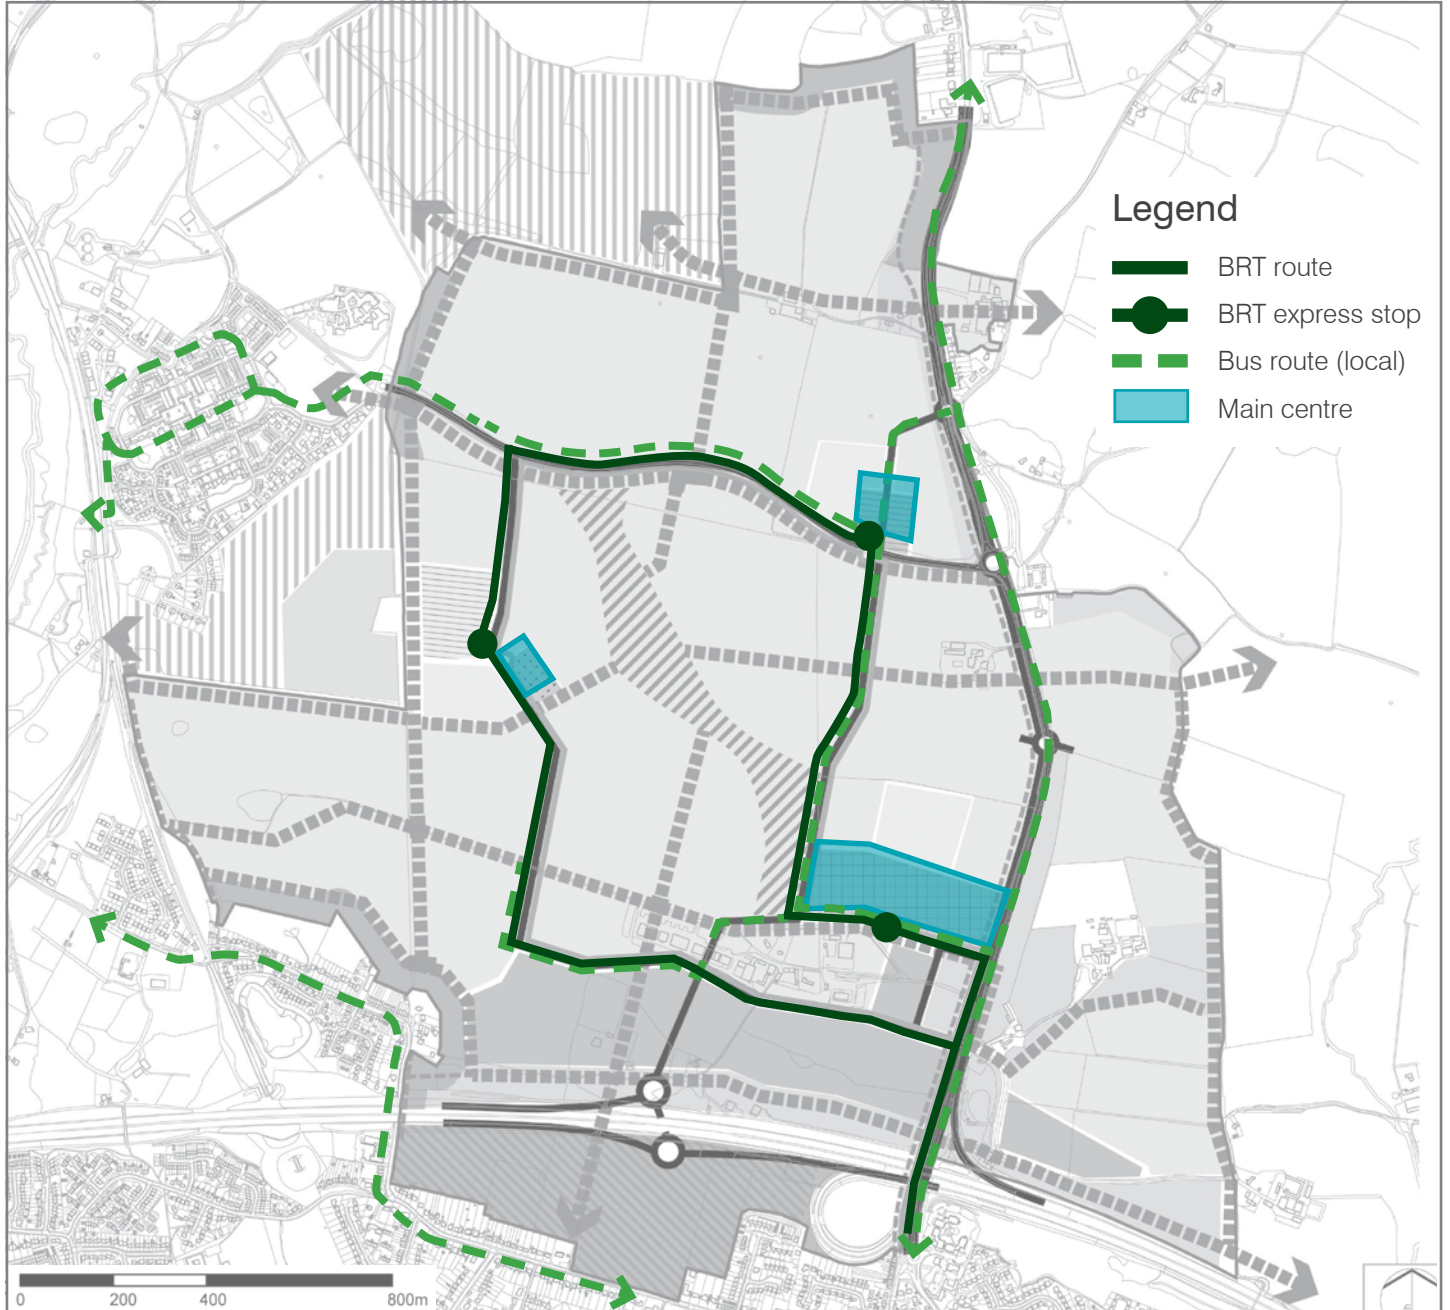 Legend
BRT route
BRT express stop
Bus route (local)
Main centre
0 200 400 800m